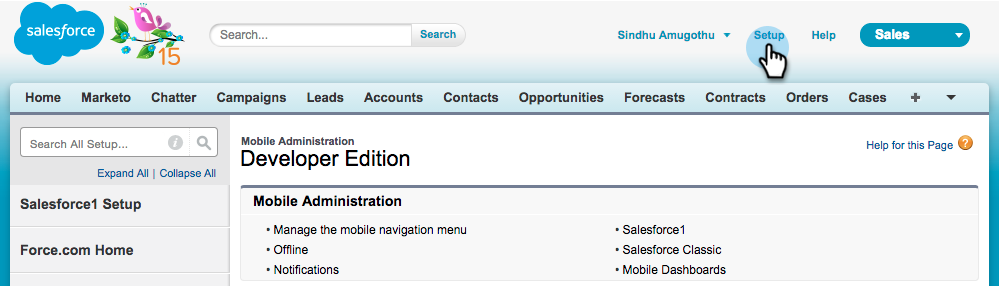 salesforce
15
Search...
Search
Sindhu Amugothu
Setup
Help
Sales
Home Marketo Chatter Campaigns Leads Accounts Contacts Opportunities Forecasts Contracts Orders Cases +
Search All Setup... i
Expand All | Collapse All
Salesforce1 Setup
Force.com Home
Mobile Administration
Developer Edition
Help for this Page ?
Mobile Administration
• Manage the mobile navigation menu
• Offline
• Notifications
• Salesforce1
• Salesforce Classic
• Mobile Dashboards